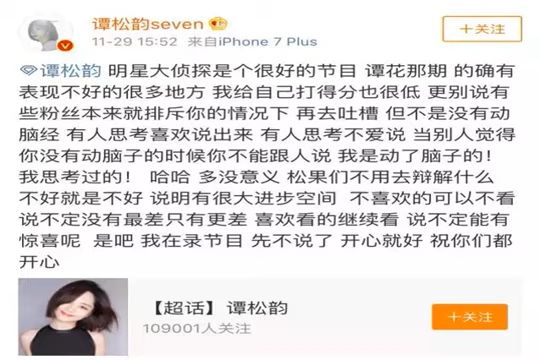 谭松韵seven
11-29 15:52 来自iPhone 7 Plus
+关注
谭松韵 明星大侦探是个很好的节目 谭花那期 的确有
表现不好的很多地方 我给自己打得分也很低 更别说有
些粉丝本来就排斥你的情况下 再去吐槽 但不是没有动
脑经 有人思考喜欢说出来 有人思考不爱说 当别人觉得
你没有动脑子的时候你不能跟人说 我是动了脑子的！
我思考过的！ 哈哈 多没意义 松果们不用去辩解什么
不好就是不好 说明有很大进步空间 不喜欢的可以不看
说不定没有最差只有更差 喜欢看的继续看 说不定能有
惊喜呢 是吧 我在录节目 先不说了 开心就好 祝你们都
开心
【超话】谭松韵
109001人关注
+关注